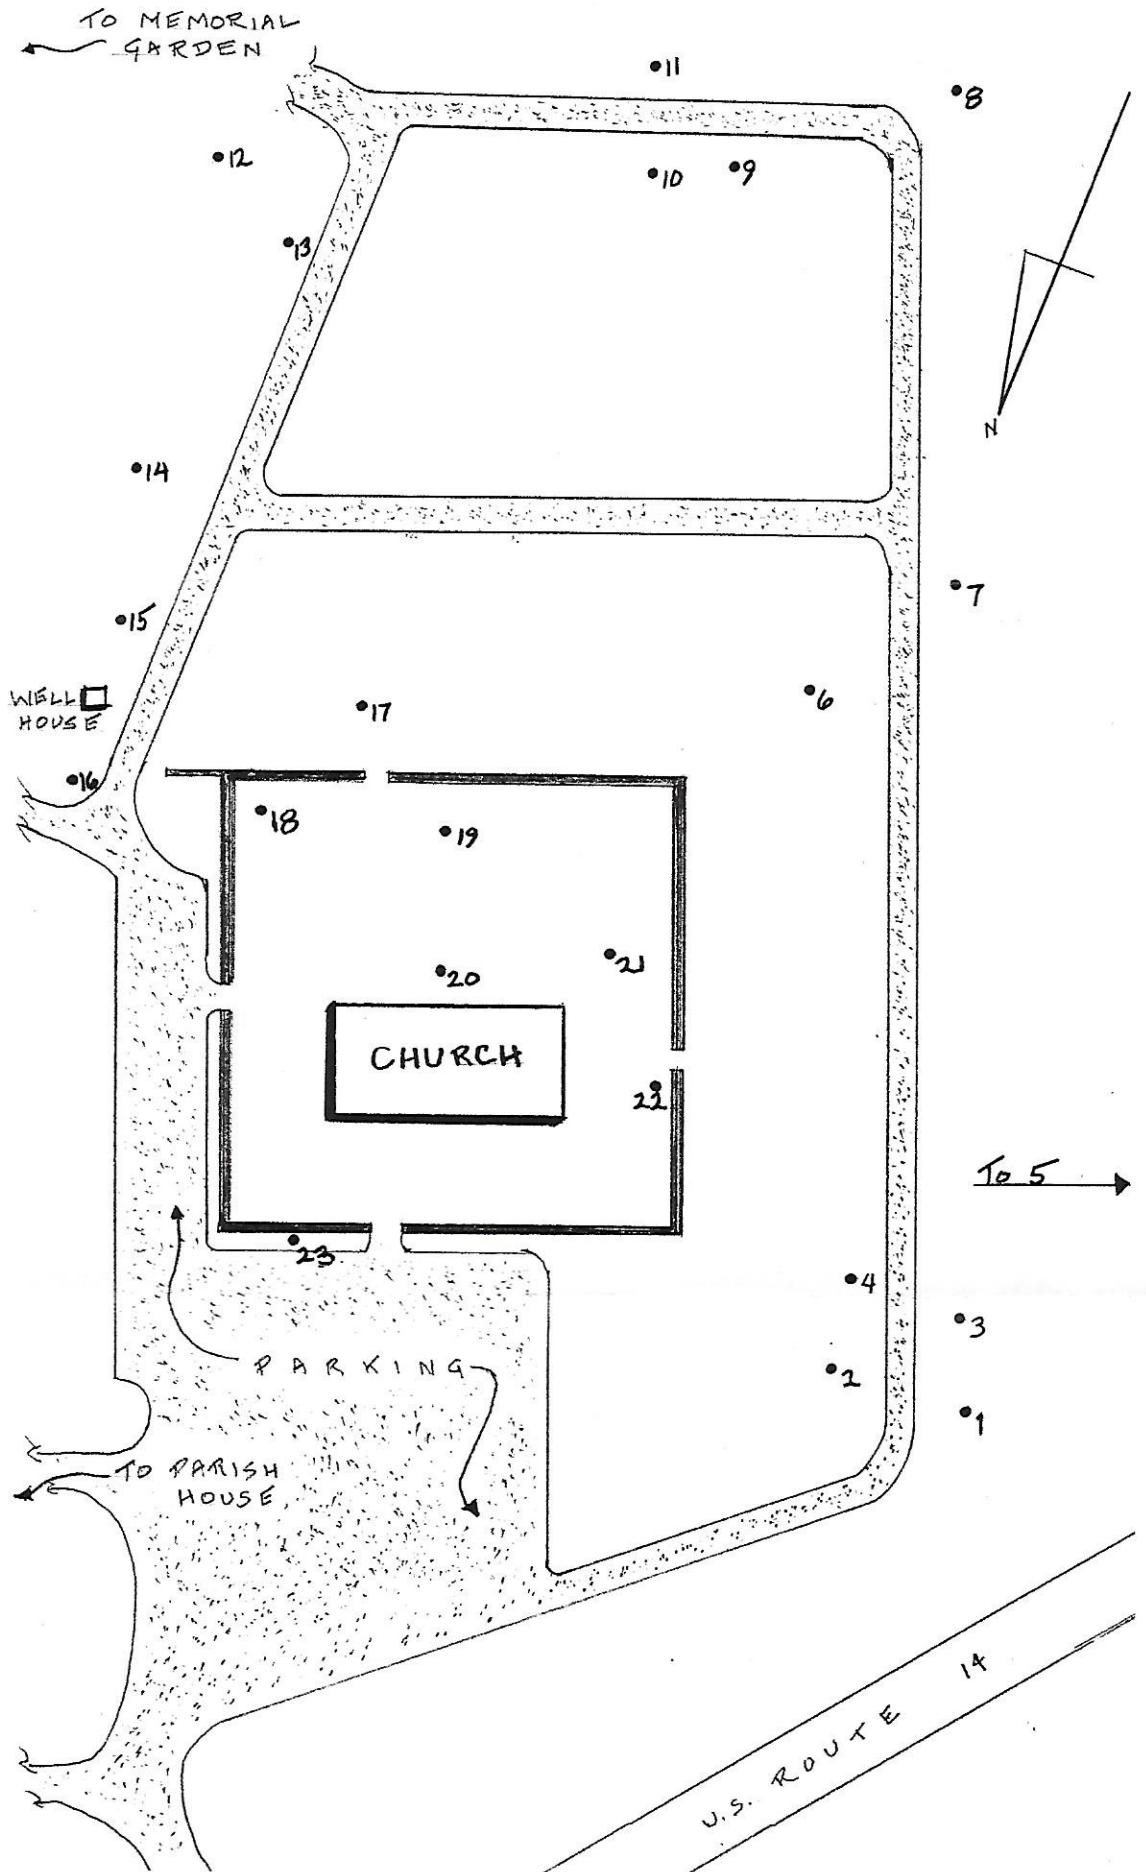 TO MEMORIAL
GARDEN
11
8
12
10
9
13
N
14
7
15
WELL
HOUSE
6
17
16
18
19
21
20
CHURCH
22
To 5
23
4
3
PARKING
2
1
TO PARISH
HOUSE
U.S. ROUTE 14